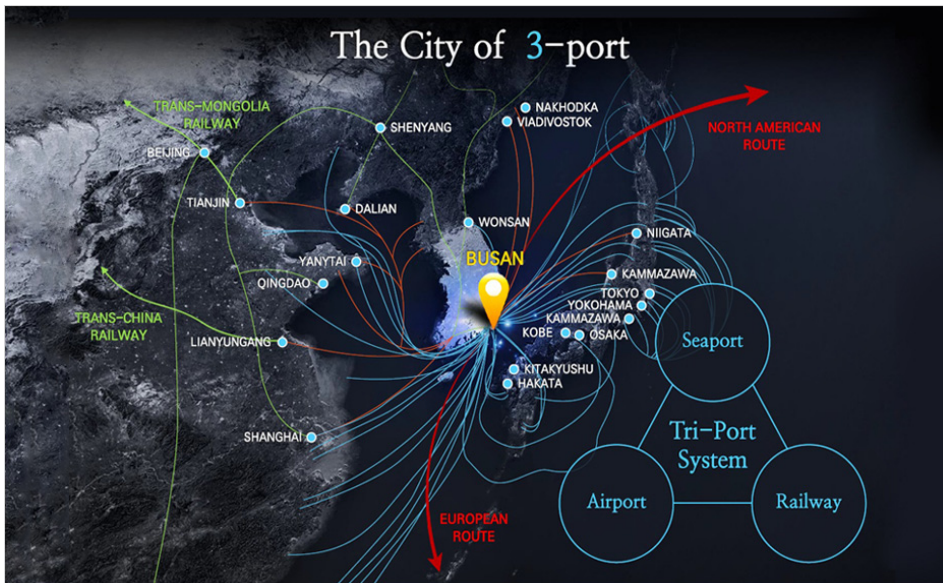 The City of 3-port
NAKHODKA
VIADIVOSTOK
TRANS-MONGOLIA
RAILWAY
SHENYANG
NORTH AMERICAN
ROUTE
BEIJING
TIANJIN
DALIAN
WONSAN
NIIGATA
BUSAN
YANYTAI
QINGDAO
KAMMAZAWA
TOKYO
YOKOHAMA
KAMMAZAWA
TRANS-CHINA
RAILWAY
LIANYUNGANG
KOBE
OSAKA
Seaport
KITAKYUSHU
HAKATA
SHANGHAI
Tri-Port
System
Airport
Railway
EUROPEAN
ROUTE